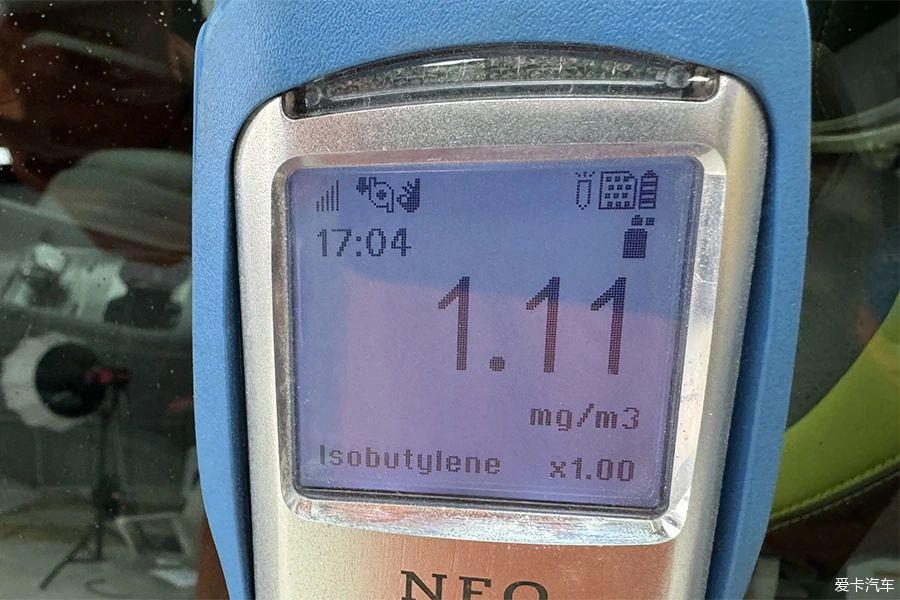 17:04
1.11
mg/m3
Isobutylene x1.00
NEO
爱卡汽车